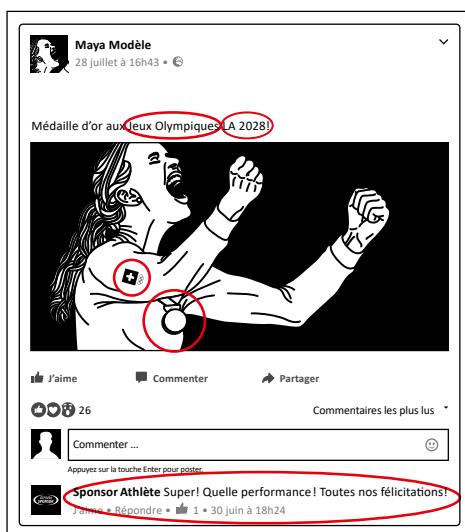 Maya Modèle
28 juillet à 16h43 •
Médaille d'or aux Jeux Olympiques LA 2028!
J'aime
Commenter
Partager
26
Commentaires les plus lus
Commenter ...
Appuyez sur la touche Enter pour poster.
Sponsor Athlète Super! Quelle performance! Toutes nos félicitations!
J'aime • Répondre • 1 • 30 juin à 18h24